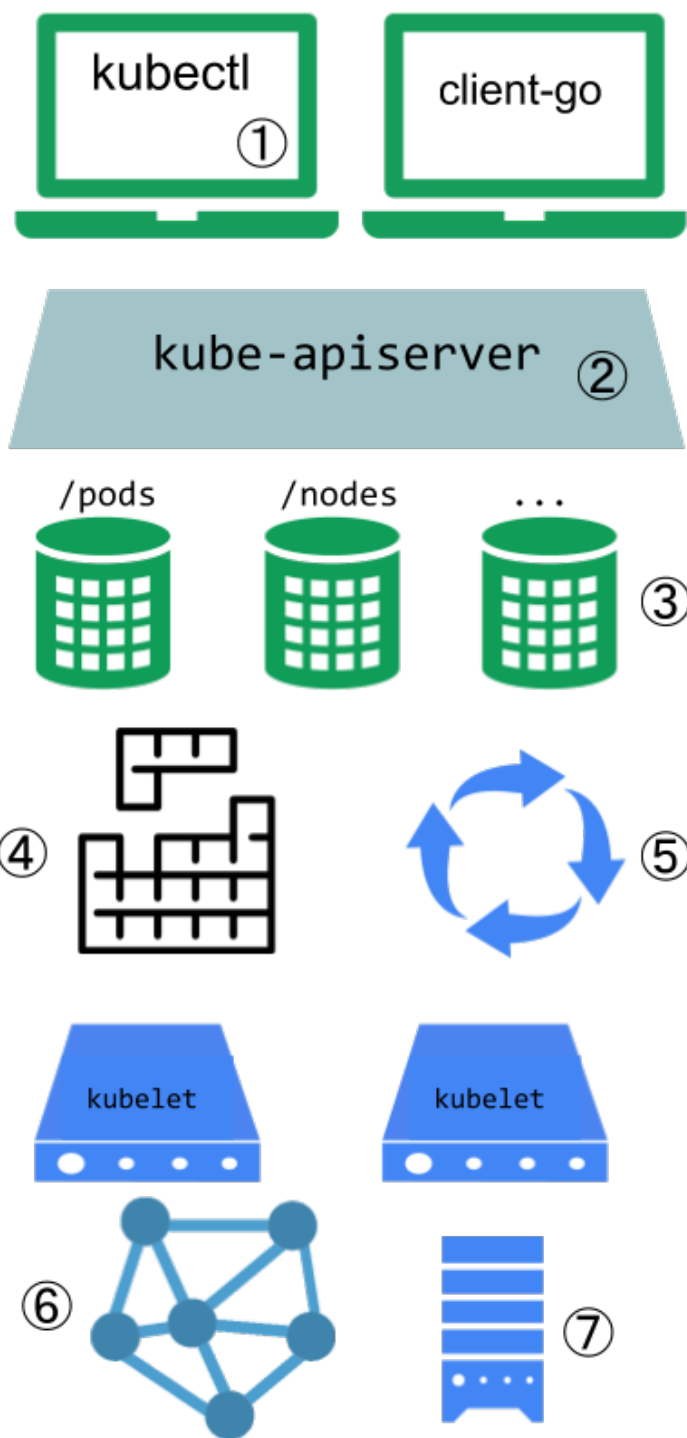 kubectl
①
client-go
kube-apiserver
②
/pods
/nodes
...
③
④
⑤
kubelet
kubelet
⑥
⑦